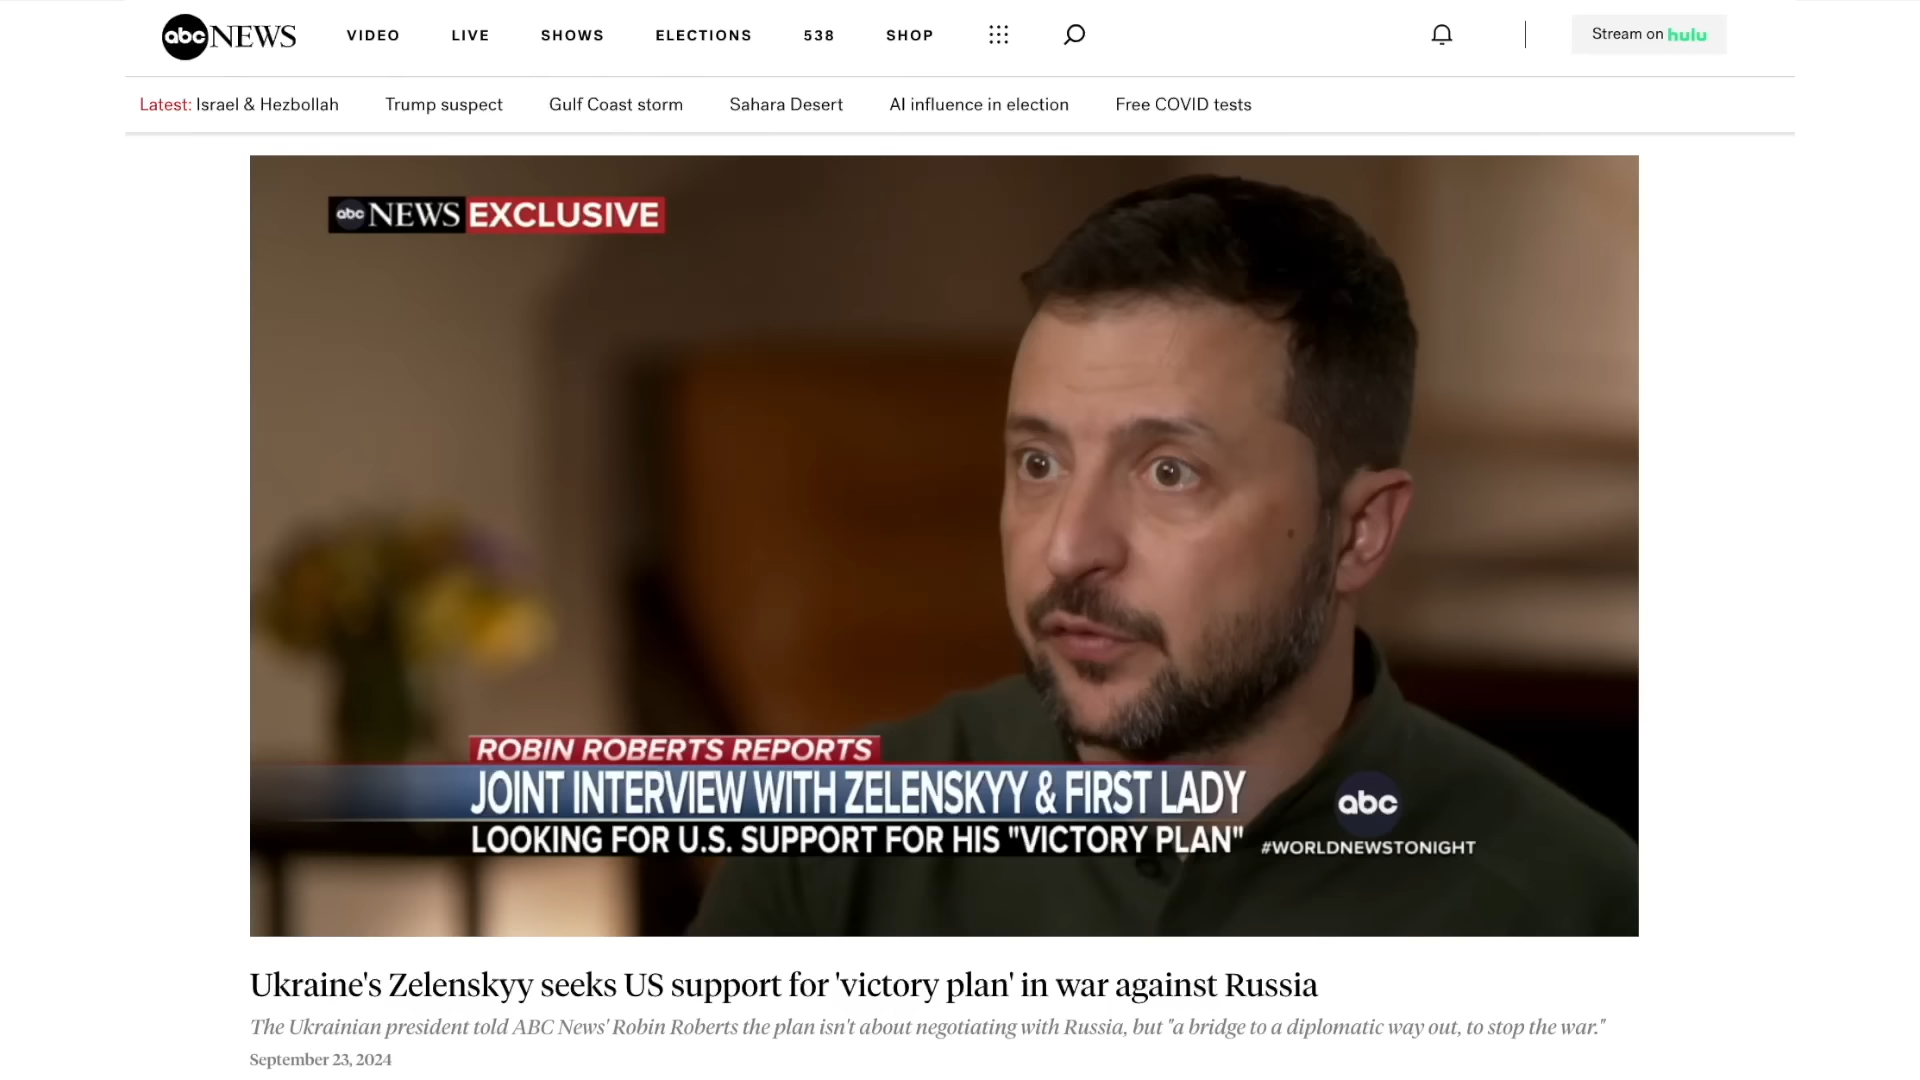 abc NEWS VIDEO LIVE SHOWS ELECTIONS 538 SHOP Stream on hulu
Latest: Israel & Hezbollah Trump suspect Gulf Coast storm Sahara Desert AI influence in election Free COVID tests
abc NEWS EXCLUSIVE
ROBIN ROBERTS REPORTS
JOINT INTERVIEW WITH ZELENSKYY & FIRST LADY
abc
LOOKING FOR U.S. SUPPORT FOR HIS "VICTORY PLAN"
#WORLDNEWSTONIGHT
Ukraine's Zelenskyy seeks US support for 'victory plan' in war against Russia
The Ukrainian president told ABC News' Robin Roberts the plan isn't about negotiating with Russia, but "a bridge to a diplomatic way out, to stop the war."
September 23, 2024